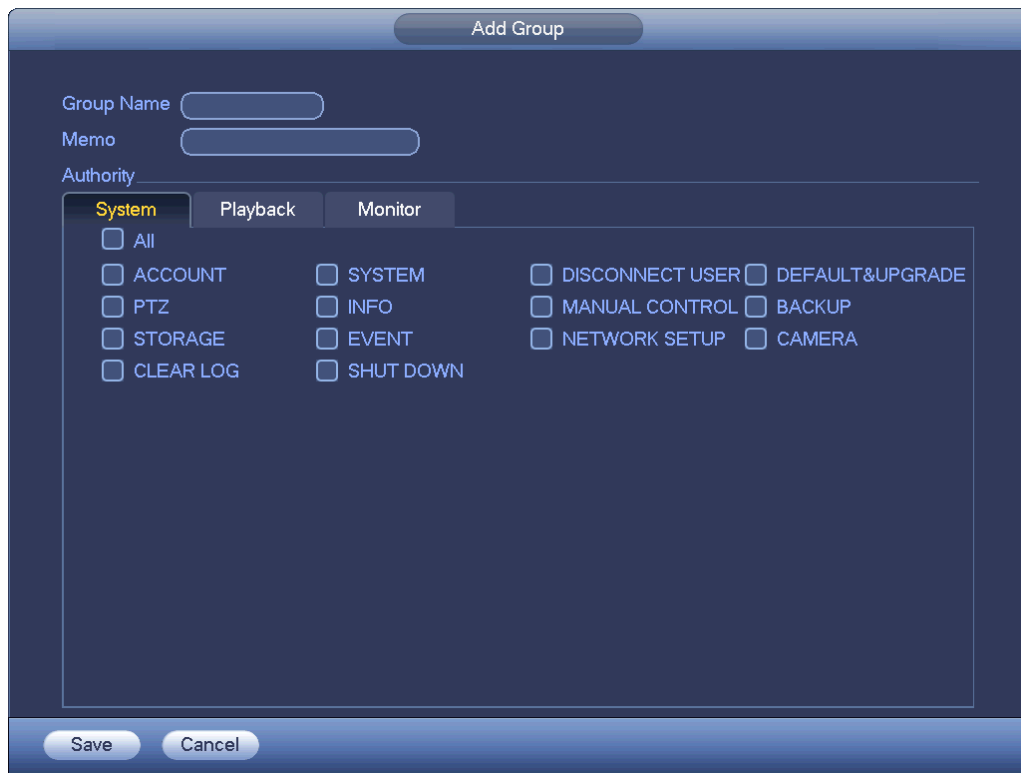 Add Group
Group Name
Memo
Authority
System Playback Monitor
All
ACCOUNT SYSTEM DISCONNECT USER DEFAULT&UPGRADE
PTZ INFO MANUAL CONTROL BACKUP
STORAGE EVENT NETWORK SETUP CAMERA
CLEAR LOG SHUT DOWN
Save Cancel